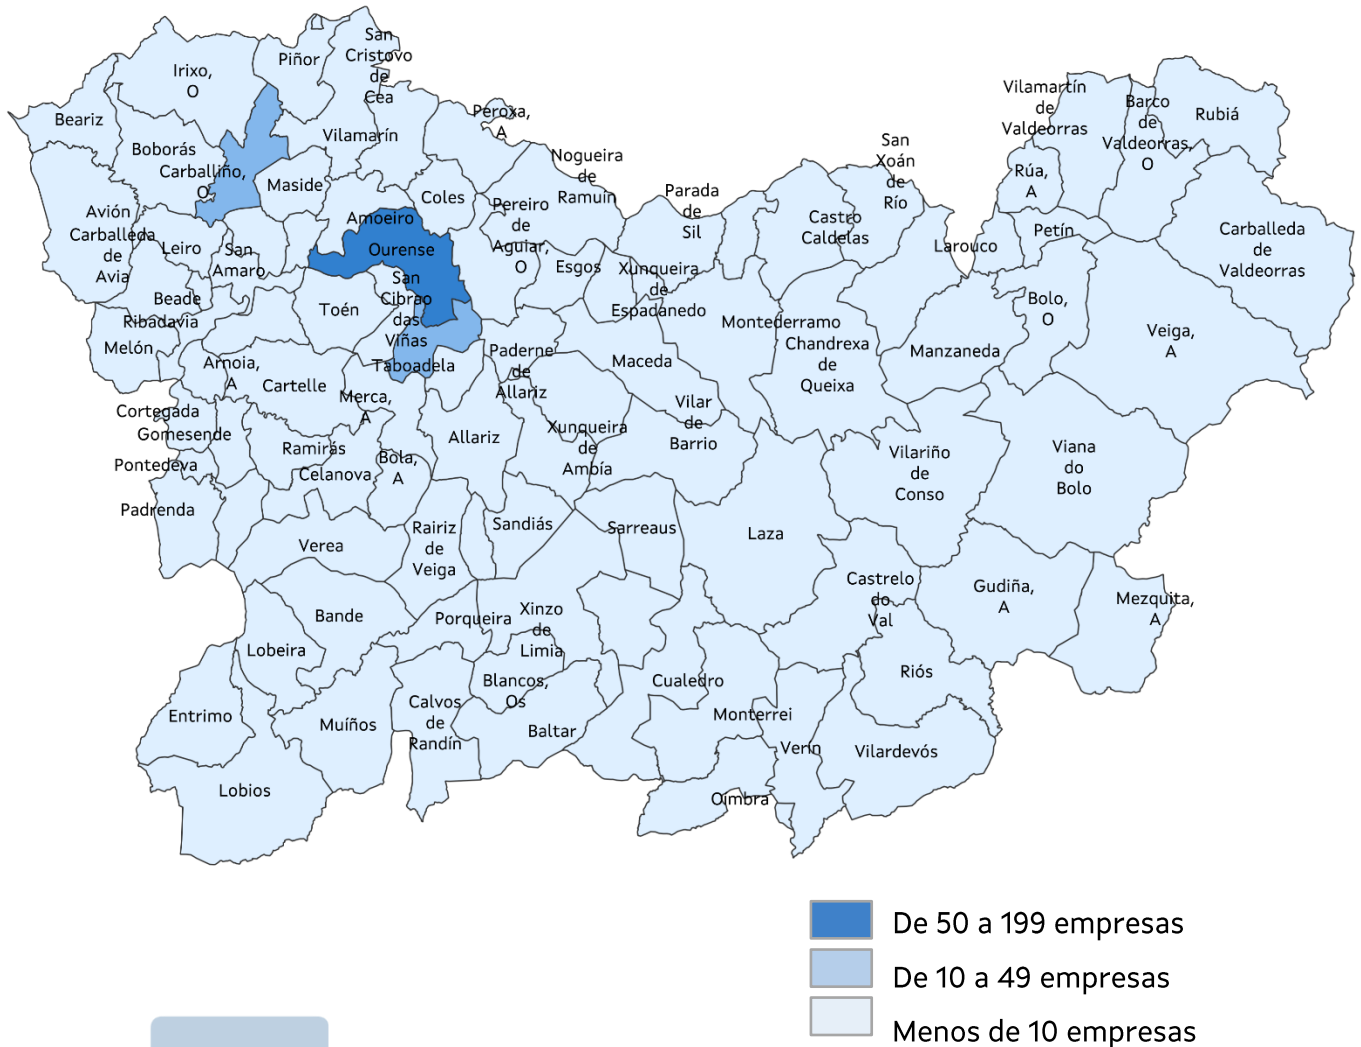 San
Cristovo
de
Cea
Piñor
Irixo,
O
Vilamartín
de
Valdeorras
Barco
de
Valdeorras,
O
Rubiá
Peroxa,
A
Beariz
Vilamarín
Boborás
Carballiño,
O
Maside
Nogueira
de
Ramuín
San
Xoán
de
Río
Rúa,
A
Coles
Parada
de
Sil
Pereiro
de
Aguiar,
O
Avión
Amoeiro
Castro
Caldelas
Petín
Carballeda
de
Valdeorras
Carballeda
de
Avia
Leiro
San
Amaro
Ourense
Larouco
Esgos
Xunqueira
de
Espadanedo
San
Cibrao
das
Viñas
Beade
Toén
Bolo,
O
Ribadavia
Montederramo
Veiga,
A
Melón
Chandrexa
de
Queixa
Manzaneda
Paderne
de
Allariz
Maceda
Arnoia,
A
Taboadela
Cartelle
Merca,
A
Vilar
de
Barrio
Cortegada
Gomesende
Xunqueira
de
Ambía
Allariz
Ramirás
Vilariño
de
Conso
Viana
do
Bolo
Pontedeva
Bola,
A
Celanova
Padrenda
Rairiz
de
Veiga
Sandiás
Sarreaus
Laza
Verea
Castrelo
do
Val
Gudiña,
A
Mezquita,
A
Bande
Porqueira
Xinzo
de
Limia
Lobeira
Riós
Blancos,
Os
Cualedro
Calvos
de
Randín
Entrimo
Muíños
Baltar
Monterrei
Verín
Vilardevós
Lobios
Oímbra
De 50 a 199 empresas
De 10 a 49 empresas
Menos de 10 empresas